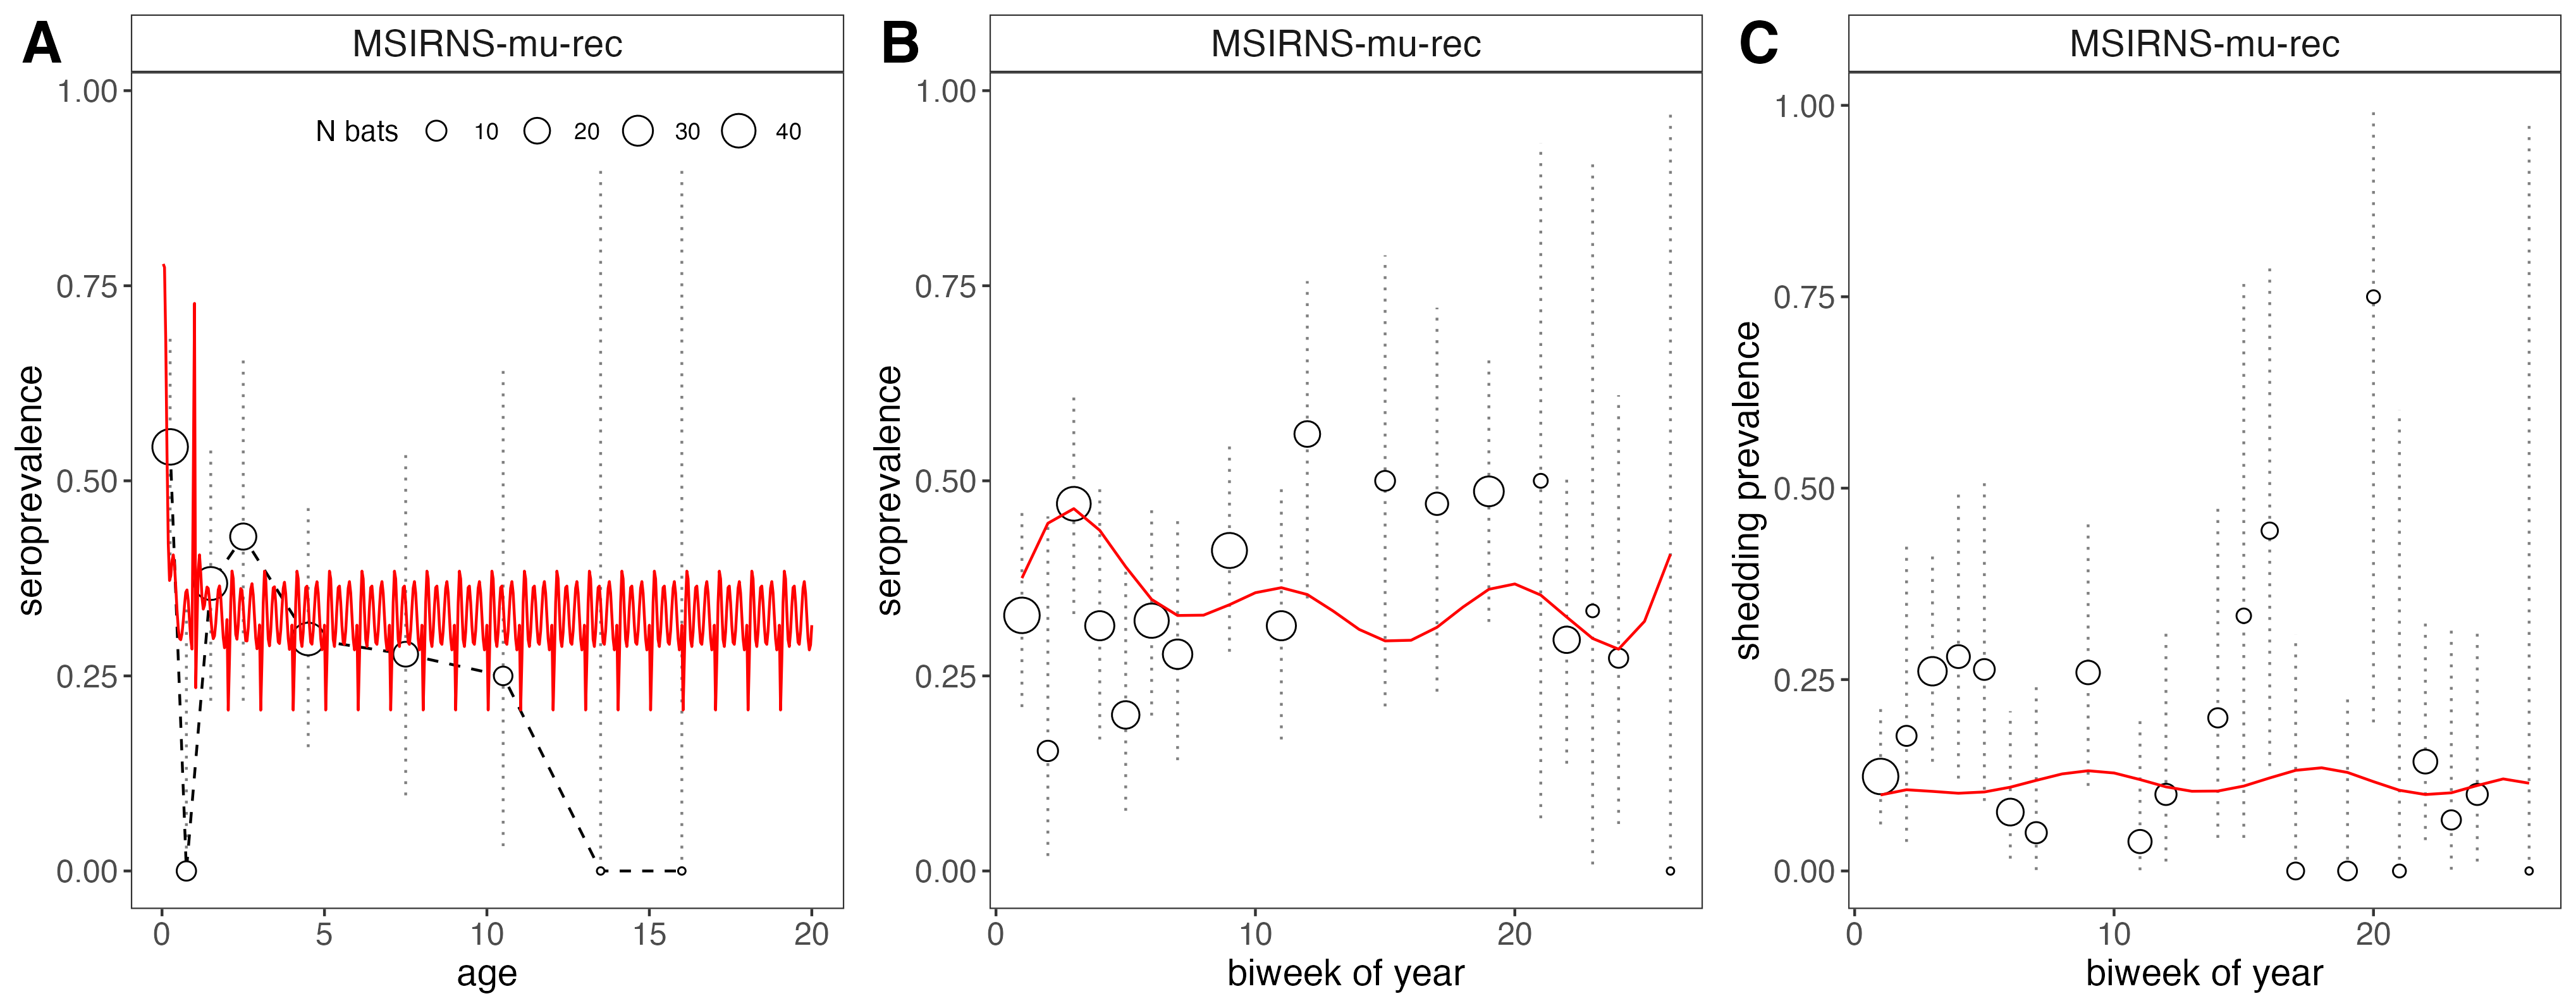 A
MSIRNS-mu-rec
N bats 10 20 30 40
1.00
0.75
0.50
0.25
0.00
seroprevalence
0 5 10 15 20
age
B
MSIRNS-mu-rec
1.00
0.75
0.50
0.25
0.00
seroprevalence
0 10 20
biweek of year
C
MSIRNS-mu-rec
1.00
0.75
0.50
0.25
0.00
shedding prevalence
0 10 20
biweek of year